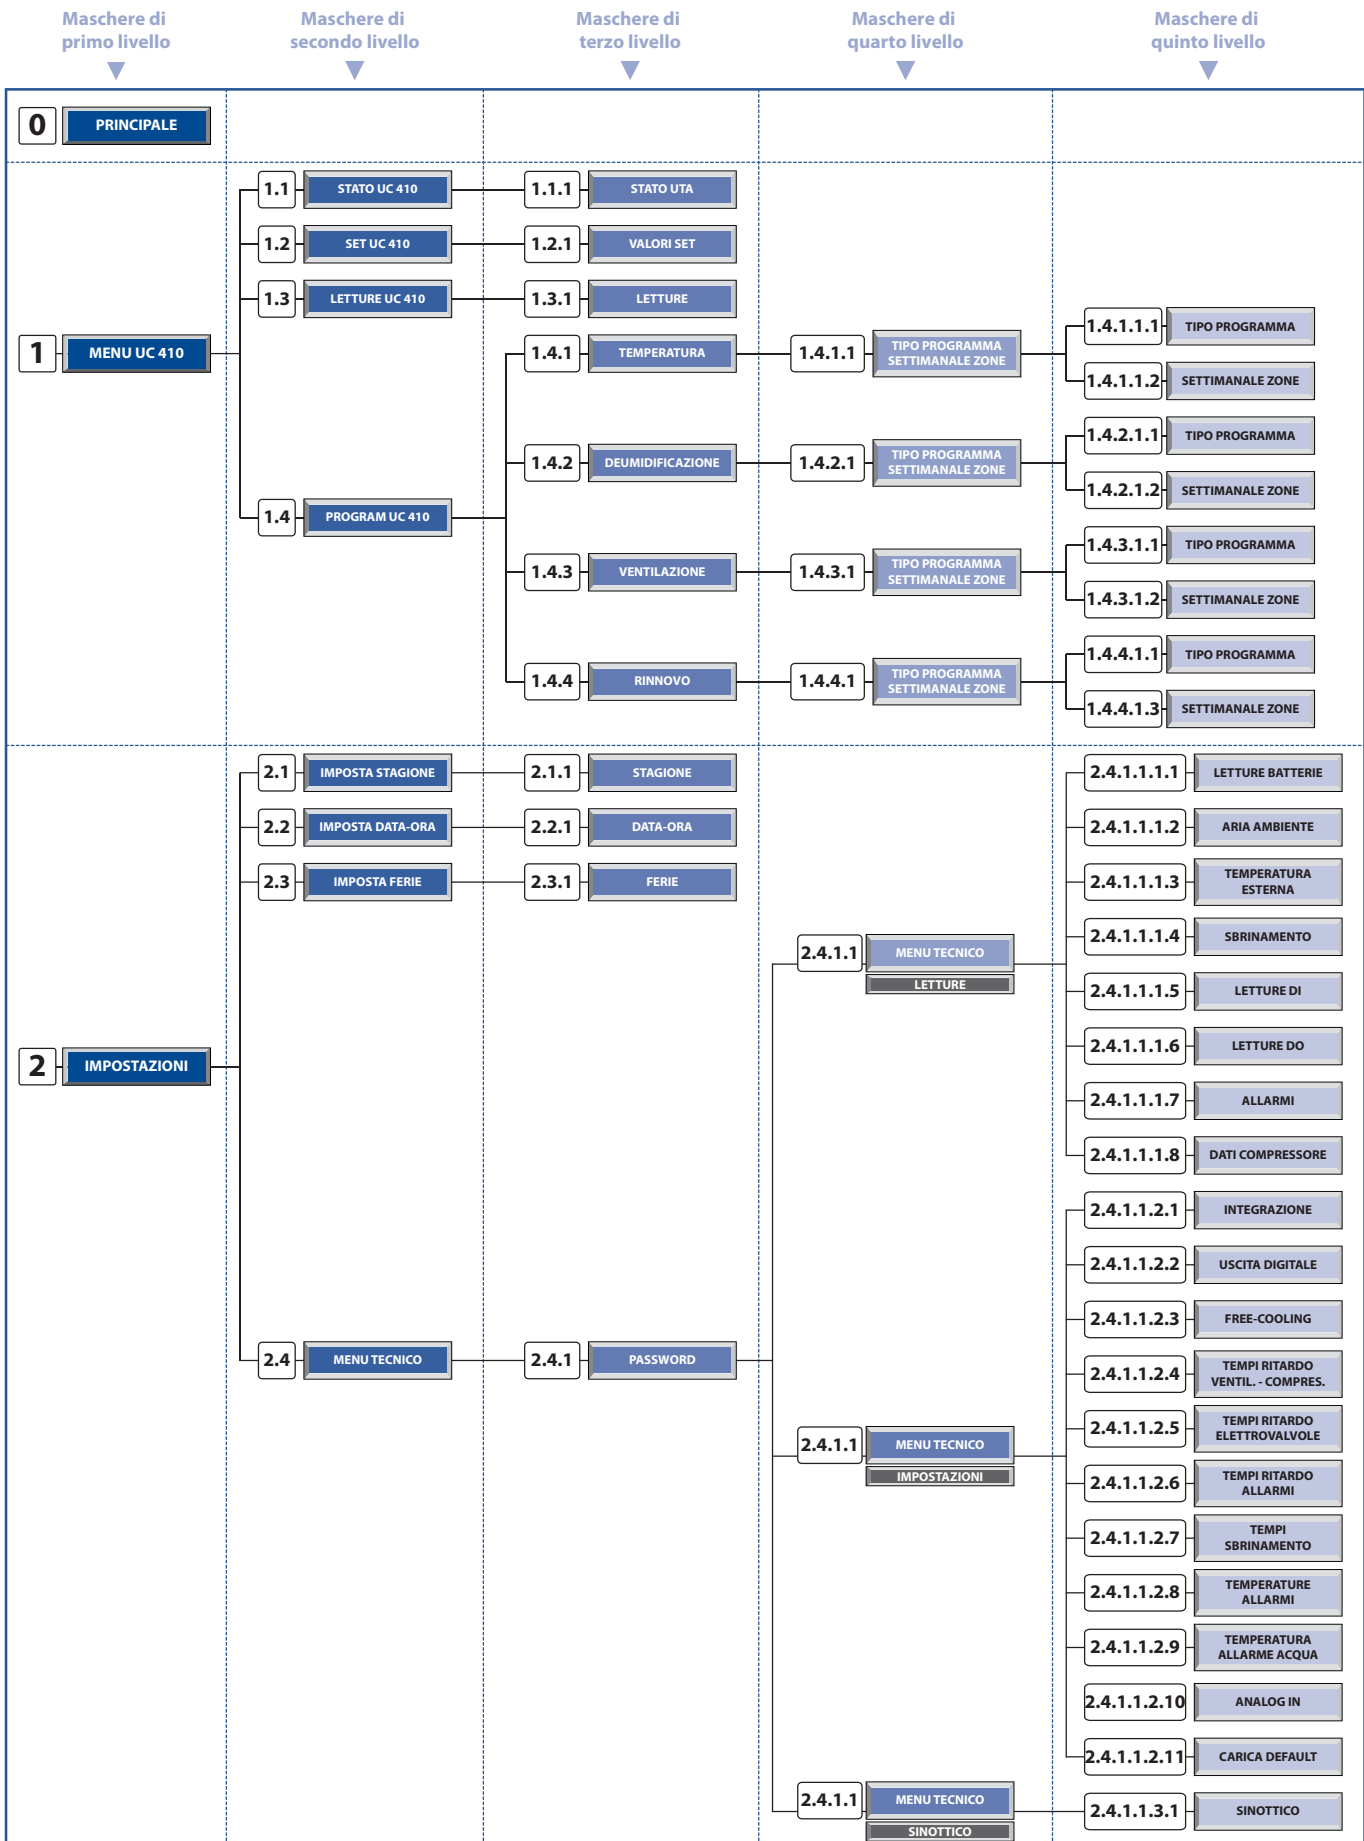 Maschere di
primo livello
Maschere di
secondo livello
Maschere di
terzo livello
Maschere di
quarto livello
Maschere di
quinto livello
0 PRINCIPALE
1 MENU UC 410
1.1 STATO UC 410
1.1.1 STATO UTA
1.2 SET UC 410
1.2.1 VALORI SET
1.3 LETTURE UC 410
1.3.1 LETTURE
1.4 PROGRAM UC 410
1.4.1 TEMPERATURA
1.4.1.1 TIPO PROGRAMMA
SETTIMANALE ZONE
1.4.1.1.1 TIPO PROGRAMMA
1.4.1.1.2 SETTIMANALE ZONE
1.4.2 DEUMIDIFICAZIONE
1.4.2.1 TIPO PROGRAMMA
SETTIMANALE ZONE
1.4.2.1.1 TIPO PROGRAMMA
1.4.2.1.2 SETTIMANALE ZONE
1.4.3 VENTILAZIONE
1.4.3.1 TIPO PROGRAMMA
SETTIMANALE ZONE
1.4.3.1.1 TIPO PROGRAMMA
1.4.3.1.2 SETTIMANALE ZONE
1.4.4 RINNOVO
1.4.4.1 TIPO PROGRAMMA
SETTIMANALE ZONE
1.4.4.1.1 TIPO PROGRAMMA
1.4.4.1.3 SETTIMANALE ZONE
2 IMPOSTAZIONI
2.1 IMPOSTA STAGIONE
2.1.1 STAGIONE
2.2 IMPOSTA DATA-ORA
2.2.1 DATA-ORA
2.3 IMPOSTA FERIE
2.3.1 FERIE
2.4 MENU TECNICO
2.4.1 PASSWORD
2.4.1.1 MENU TECNICO
LETTURE
2.4.1.1.1.1 LETTURE BATTERIE
2.4.1.1.1.2 ARIA AMBIENTE
2.4.1.1.1.3 TEMPERATURA
ESTERNA
2.4.1.1.1.4 SBRINAMENTO
2.4.1.1.1.5 LETTURE DI
2.4.1.1.1.6 LETTURE DO
2.4.1.1.1.7 ALLARMI
2.4.1.1.1.8 DATI COMPRESSORE
2.4.1.1 MENU TECNICO
IMPOSTAZIONI
2.4.1.1.2.1 INTEGRAZIONE
2.4.1.1.2.2 USCITA DIGITALE
2.4.1.1.2.3 FREE-COOLING
2.4.1.1.2.4 TEMPI RITARDO
VENTIL. - COMPRES.
2.4.1.1.2.5 TEMPI RITARDO
ELETTROVALVOLE
2.4.1.1.2.6 TEMPI RITARDO
ALLARMI
2.4.1.1.2.7 TEMPI
SBRINAMENTO
2.4.1.1.2.8 TEMPERATURE
ALLARMI
2.4.1.1.2.9 TEMPERATURA
ALLARME ACQUA
2.4.1.1.2.10 ANALOG IN
2.4.1.1.2.11 CARICA DEFAULT
2.4.1.1 MENU TECNICO
SINOTTICO
2.4.1.1.3.1 SINOTTICO